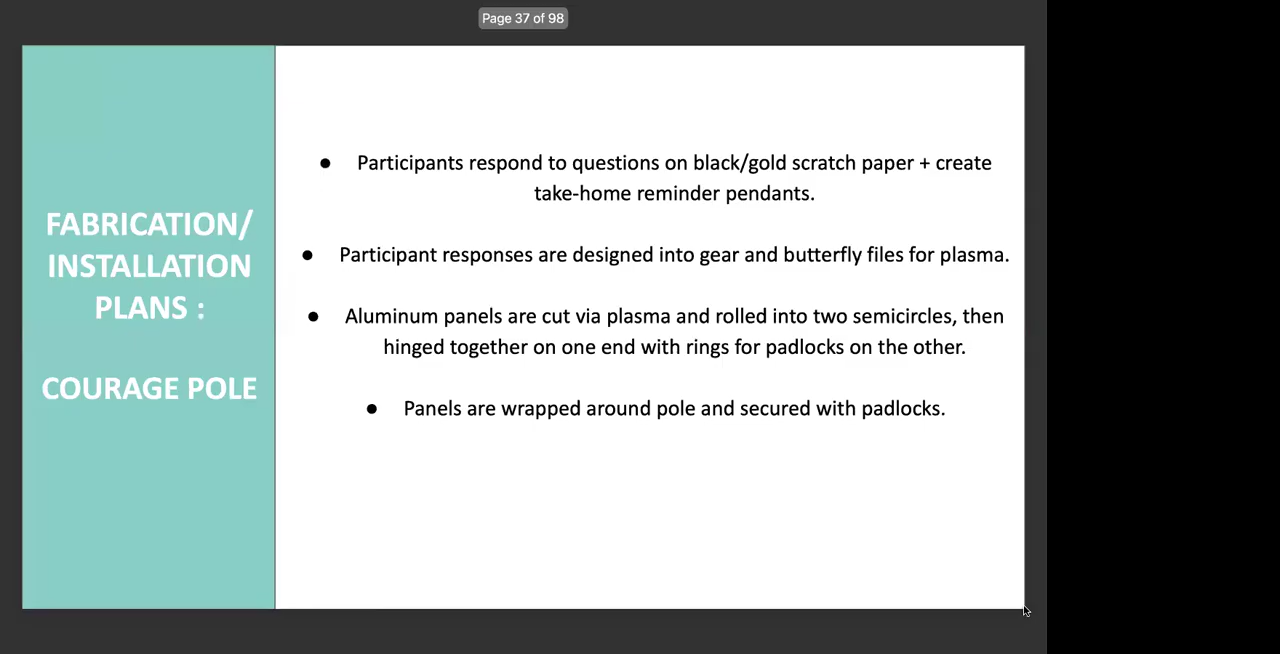 Page 37 of 98
FABRICATION/
INSTALLATION
PLANS :
COURAGE POLE
● Participants respond to questions on black/gold scratch paper + create
take-home reminder pendants.
● Participant responses are designed into gear and butterfly files for plasma.
● Aluminum panels are cut via plasma and rolled into two semicircles, then
hinged together on one end with rings for padlocks on the other.
● Panels are wrapped around pole and secured with padlocks.